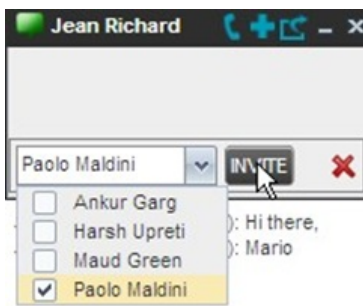 Jean Richard
Paolo Maldini INVITE
Ankur Garg
Harsh Upreti ): Hi there,
Maud Green ): Mario
Paolo Maldini